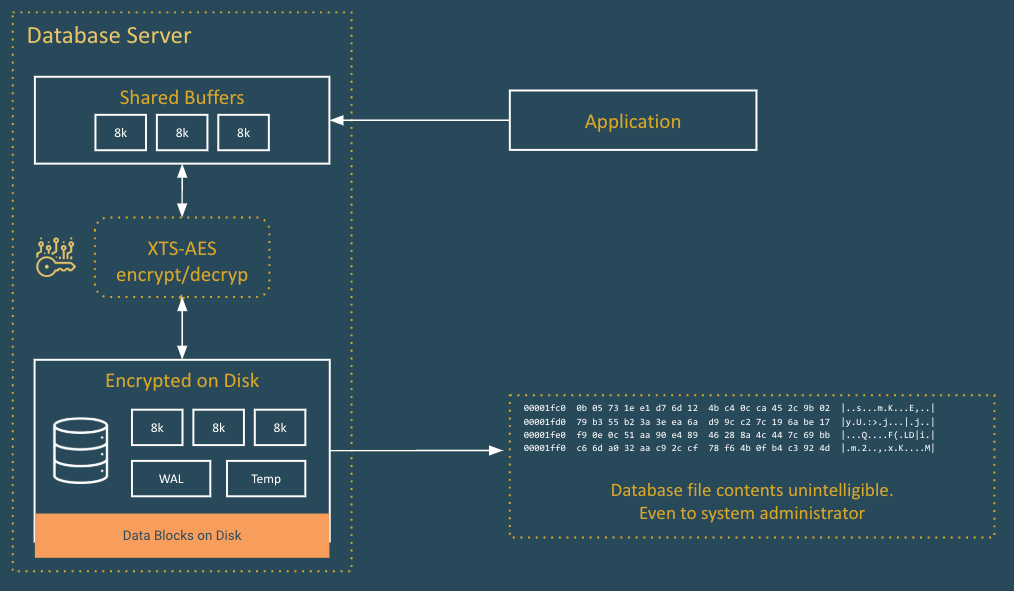 Database Server
Shared Buffers
8k 8k 8k
Application
XTS-AES
encrypt/decryp
Encrypted on Disk
8k 8k 8k
WAL Temp
Data Blocks on Disk
00001fc0  0b 05 73 1e e1 d7 6d 12  4b c4 0c ca 45 2c 9b 02  |..s...m.K...E,..|
00001fd0  79 b3 55 b2 3a 3e ea 6a  d9 9c c2 7c 19 6a be 17  |y.U.:>.j...|.j..|
00001fe0  f9 0e 0c 51 aa 90 e4 89  46 28 8a 4c 44 7c 69 bb  |...Q....F(.LD|i.|
00001ff0  c6 6d a0 32 aa c9 2c cf  78 f6 4b 0f b4 c3 92 4d  |.m.2..,.x.K....M|
Database file contents unintelligible.
Even to system administrator